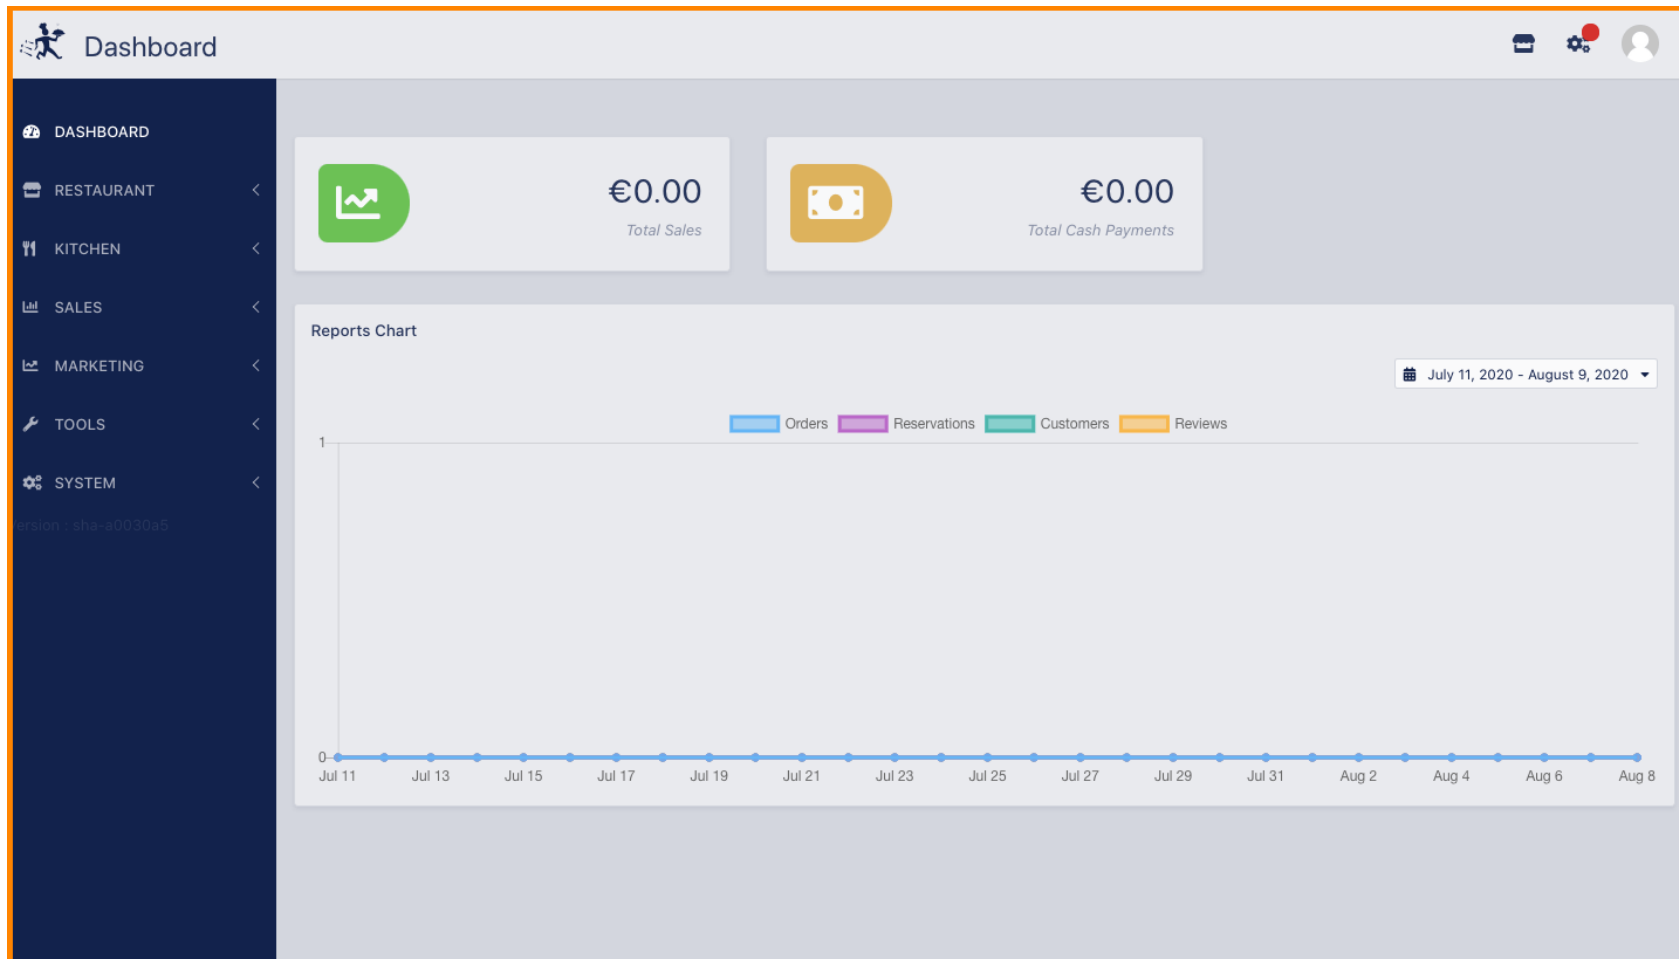 Dashboard
DASHBOARD
RESTAURANT
KITCHEN
SALES
MARKETING
TOOLS
SYSTEM
Version : sha-a0030a5
€0.00
Total Sales
€0.00
Total Cash Payments
Reports Chart
July 11, 2020 - August 9, 2020
Orders Reservations Customers Reviews
1
0
Jul 11 Jul 13 Jul 15 Jul 17 Jul 19 Jul 21 Jul 23 Jul 25 Jul 27 Jul 29 Jul 31 Aug 2 Aug 4 Aug 6 Aug 8